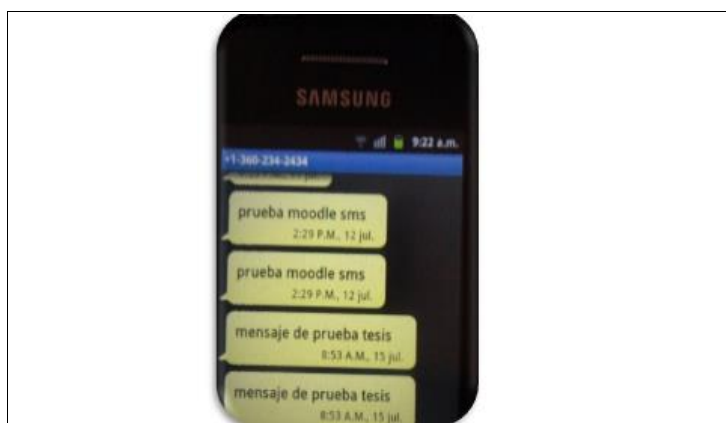 SAMSUNG
9:22 a.m.
+1-360-234-2434
prueba moodle sms
2:29 P.M., 12 jul.
prueba moodle sms
2:29 P.M., 12 jul.
mensaje de prueba tesis
8:53 A.M., 15 jul.
mensaje de prueba tesis
8:53 A.M., 15 jul.